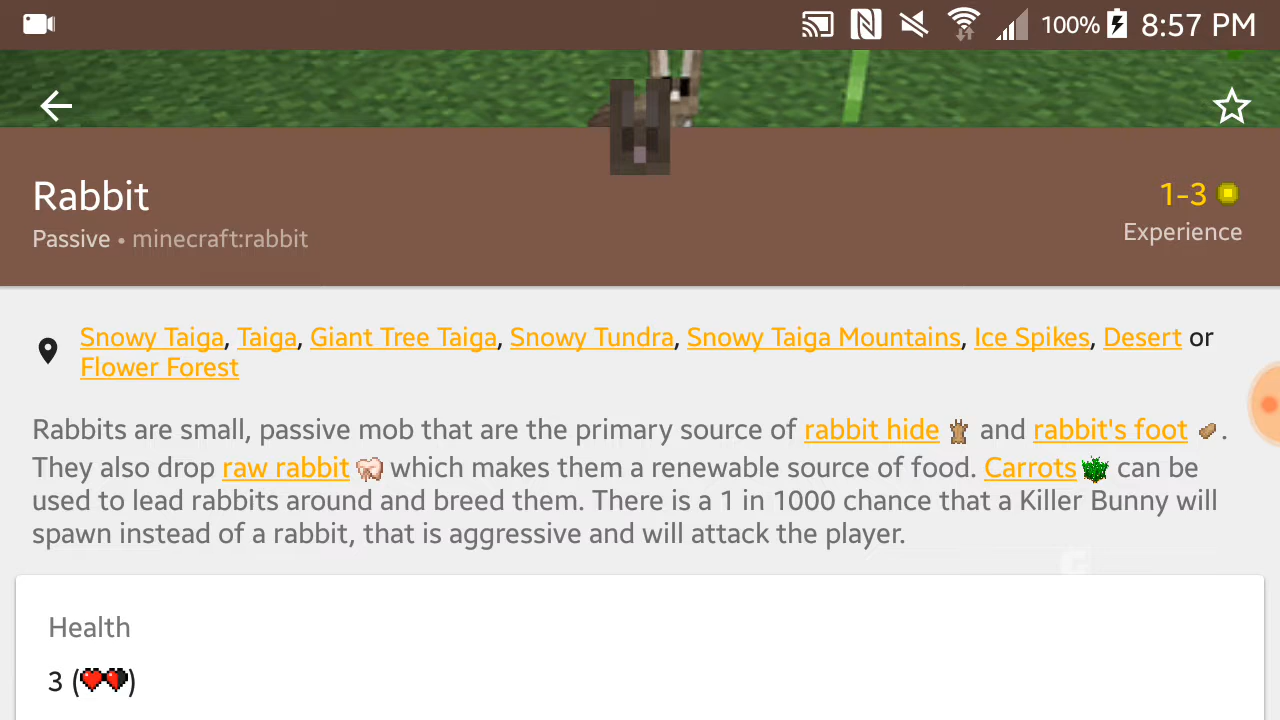 100% 8:57 PM
Rabbit
1-3
Passive • minecraft:rabbit
Experience
Snowy Taiga, Taiga, Giant Tree Taiga, Snowy Tundra, Snowy Taiga Mountains, Ice Spikes, Desert or
Flower Forest
Rabbits are small, passive mob that are the primary source of rabbit hide and rabbit's foot .
They also drop raw rabbit which makes them a renewable source of food. Carrots can be
used to lead rabbits around and breed them. There is a 1 in 1000 chance that a Killer Bunny will
spawn instead of a rabbit, that is aggressive and will attack the player.
Health
3 ()